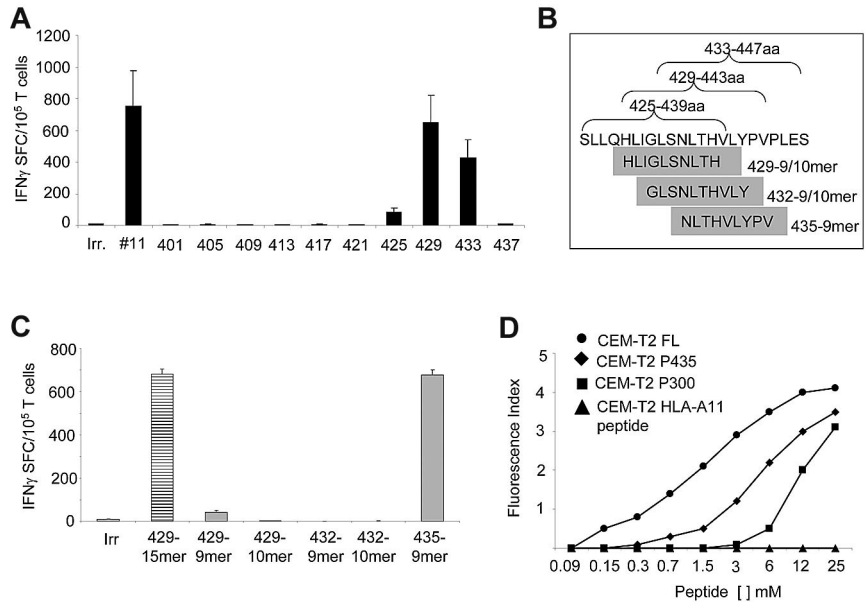 A
IFNγ SFC/10⁵ T cells
1200
1000
800
600
400
200
0
Irr. #11 401 405 409 413 417 421 425 429 433 437
B
433-447aa
429-443aa
425-439aa
SLLQHLIGLSNLTHVLYPVPLES
HLIGLSNLTH 429-9/10mer
GLSNLTHVLY 432-9/10mer
NLTHVLYPV 435-9mer
C
IFNγ SFC/10⁵ T cells
800
600
400
200
0
Irr 429- 429- 429- 432- 432- 435-
15mer 9mer 10mer 9mer 10mer 9mer
D
CEM-T2 FL
CEM-T2 P435
CEM-T2 P300
CEM-T2 HLA-A11
peptide
Fluorescence Index
5
4
3
2
1
0.09 0.15 0.3 0.7 1.5 3 6 12 25
Peptide [ ] mM